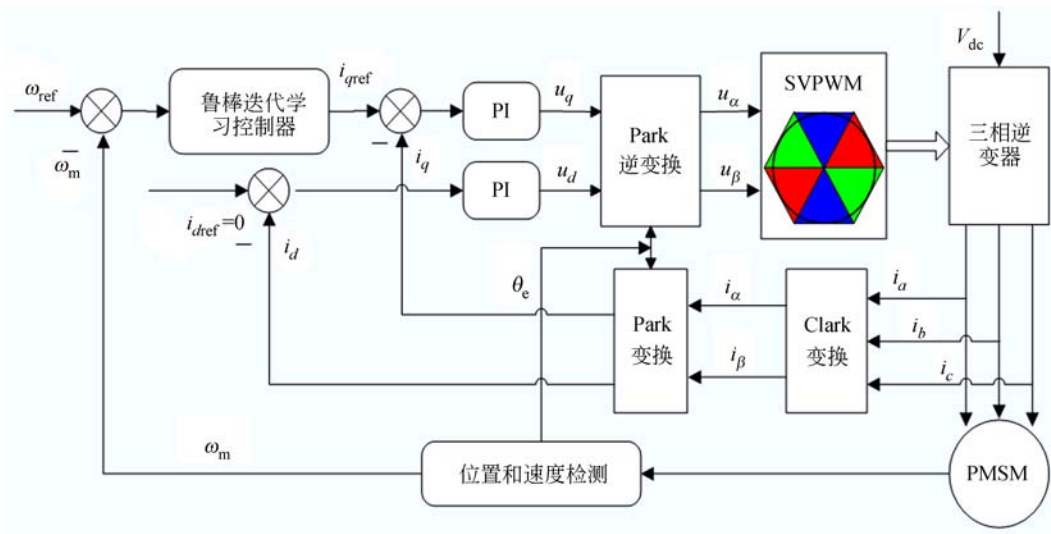 V_dc
ω_ref
鲁棒迭代学
习控制器
i_qref
PI
u_q
Park
逆变换
u_α
SVPWM
三相逆
变器
−
ω_m
−
i_q
PI
u_d
u_β
i_dref=0
−
i_d
θ_e
Park
变换
i_α
i_β
Clark
变换
i_a
i_b
i_c
ω_m
位置和速度检测
PMSM